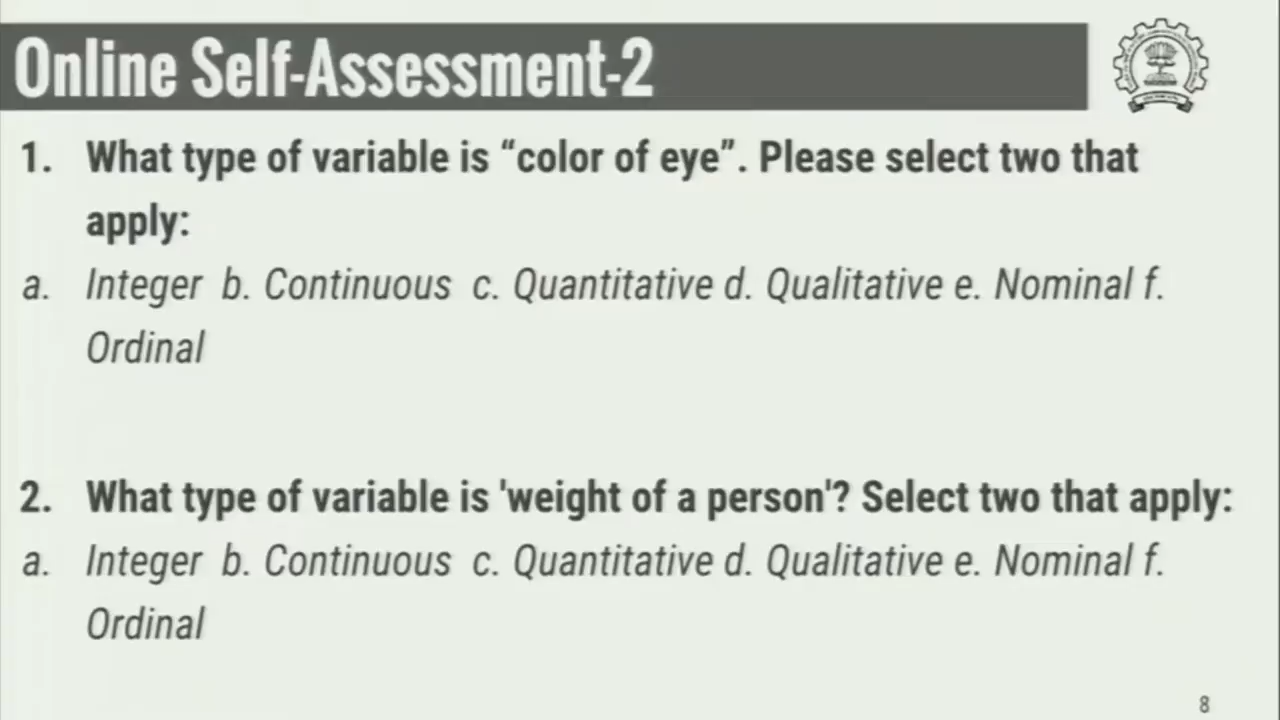 Online Self-Assessment-2
1. What type of variable is “color of eye”. Please select two that
apply:
a. Integer b. Continuous c. Quantitative d. Qualitative e. Nominal f.
Ordinal
2. What type of variable is 'weight of a person'? Select two that apply:
a. Integer b. Continuous c. Quantitative d. Qualitative e. Nominal f.
Ordinal
8